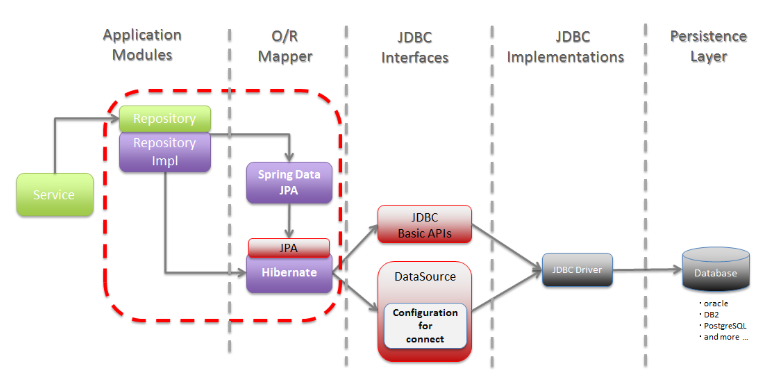 Application
Modules
O/R
Mapper
JDBC
Interfaces
JDBC
Implementations
Persistence
Layer
Repository
Repository
Impl
Service
Spring Data
JPA
JPA
Hibernate
JDBC
Basic APIs
DataSource
Configuration
for
connect
JDBC Driver
Database
・oracle
・DB2
・PostgreSQL
・and more ...